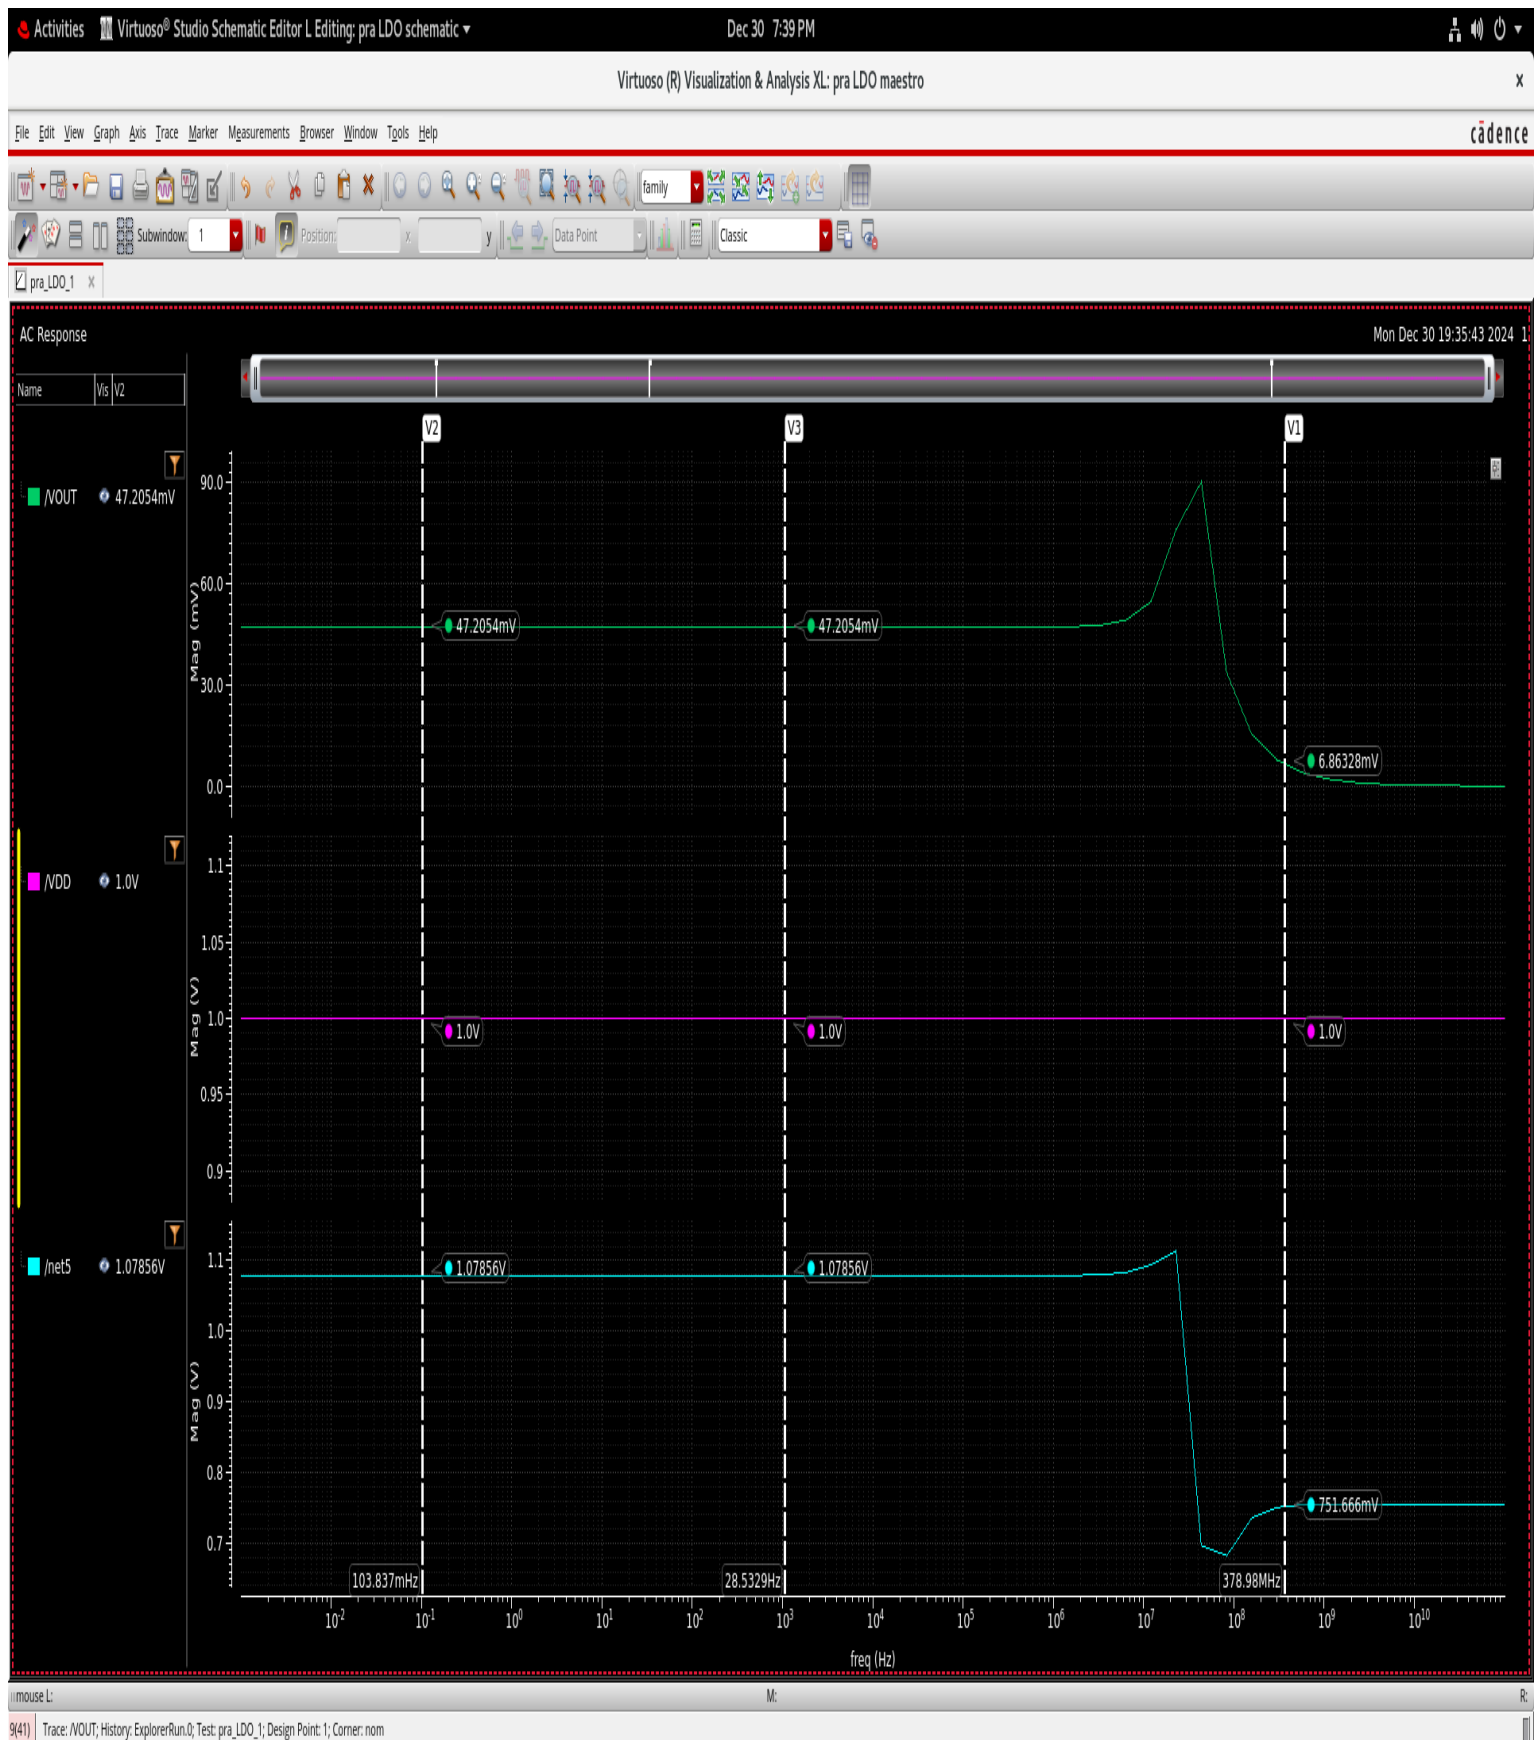 Activities Virtuoso® Studio Schematic Editor L Editing: pra LDO schematic ▾ Dec 30 7:39 PM
Virtuoso (R) Visualization & Analysis XL: pra LDO maestro x
File Edit View Graph Axis Trace Marker Measurements Browser Window Tools Help cādence
family
Subwindow: 1 Position: x y Data Point Classic
pra_LDO_1 x
AC Response Mon Dec 30 19:35:43 2024 1
Name Vis V2
V2 V3 V1
/VOUT 47.2054mV
90.0
60.0
30.0
0.0
Mag (mV)
47.2054mV 47.2054mV 6.86328mV
/VDD 1.0V
1.1
1.05
1.0
0.95
0.9
Mag (V)
1.0V 1.0V 1.0V
/net5 1.07856V
1.1
1.0
0.9
0.8
0.7
Mag (V)
1.07856V 1.07856V 751.666mV
103.837mHz 28.5329Hz 378.98MHz
10-2 10-1 100 101 102 103 104 105 106 107 108 109 1010
freq (Hz)
mouse L: M: R:
9(41) Trace: /VOUT; History: ExplorerRun.0; Test: pra_LDO_1; Design Point: 1; Corner: nom